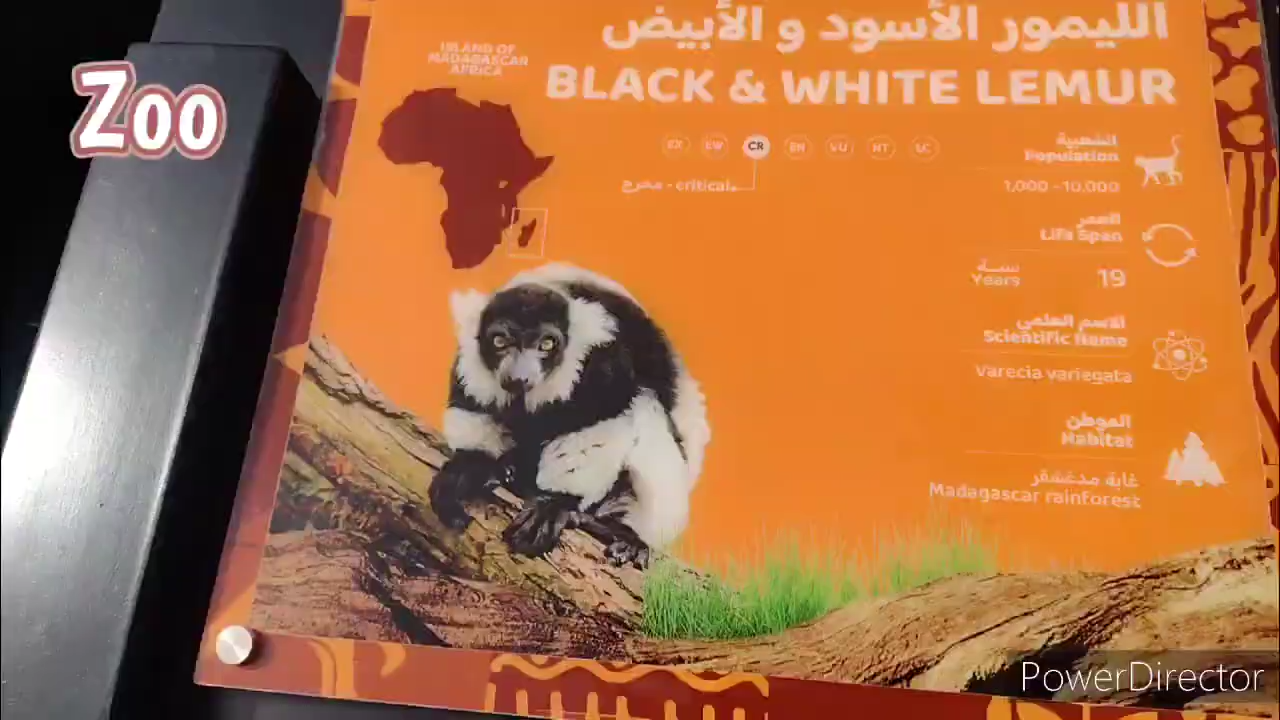 Zoo
الليمور الأسود و الأبيض
BLACK & WHITE LEMUR
ISLAND OF
MADAGASCAR
AFRICA
EX EW CR EN VU NT LC
critical - محرج
الشعبية
Population
1,000 - 10,000
العمر
Life Span
سنة
Years
19
الاسم العلمي
Scientific Name
Varecia variegata
الموطن
Habitat
غابة مدغشقر
Madagascar rainforest
PowerDirector